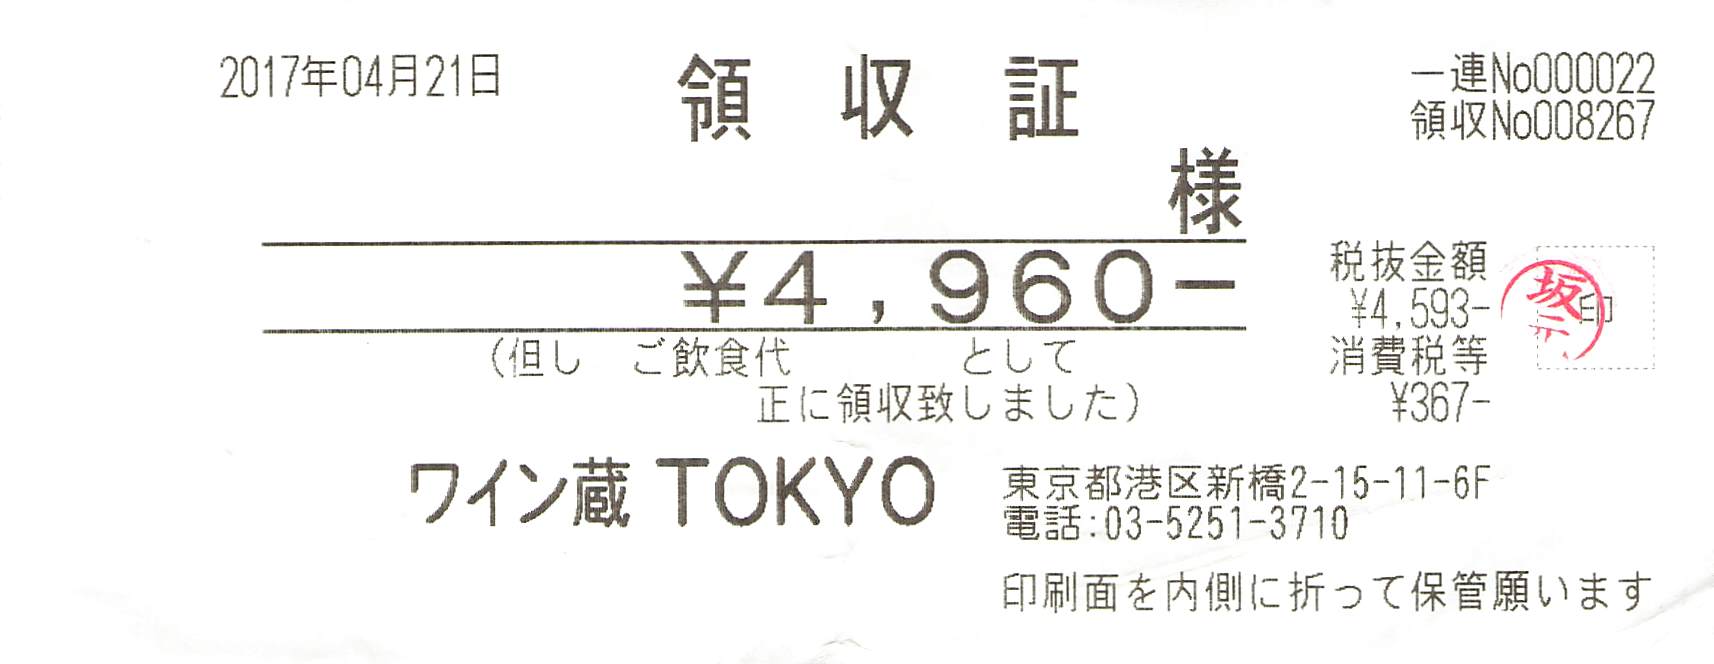 2017年04月21日
領 収 証
一連No000022
領収No008267
様
¥4,960-
(但し ご飲食代 として
正に領収致しました)
税抜金額
¥4,593-
消費税等
¥367-
坂
印
ワイン蔵 TOKYO
東京都港区新橋2-15-11-6F
電話:03-5251-3710
印刷面を内側に折って保管願います